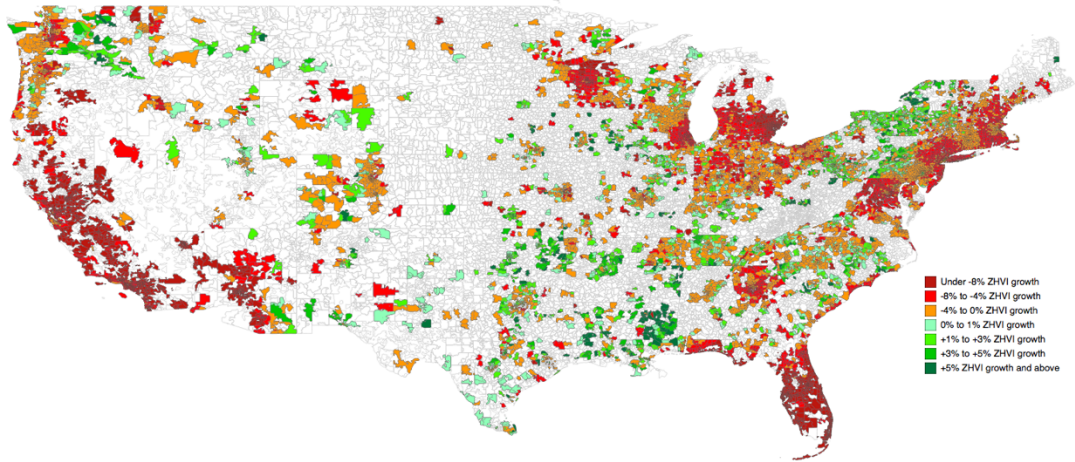 Under -8% ZHVI growth
-8% to -4% ZHVI growth
-4% to 0% ZHVI growth
0% to 1% ZHVI growth
+1% to +3% ZHVI growth
+3% to +5% ZHVI growth
+5% ZHVI growth and above